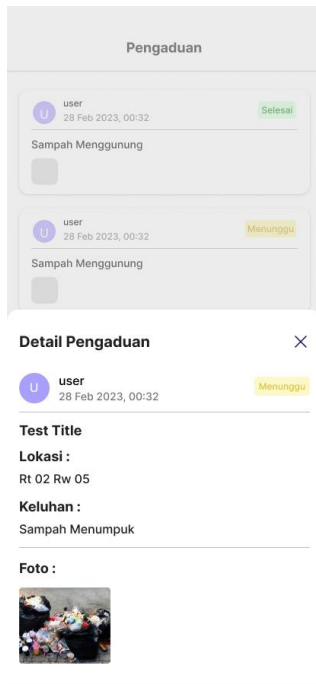 Pengaduan
U
user
28 Feb 2023, 00:32
Selesai
Sampah Menggunung
U
user
28 Feb 2023, 00:32
Menunggu
Sampah Menggunung
Detail Pengaduan
U
user
28 Feb 2023, 00:32
Menunggu
Test Title
Lokasi :
Rt 02 Rw 05
Keluhan :
Sampah Menumpuk
Foto :